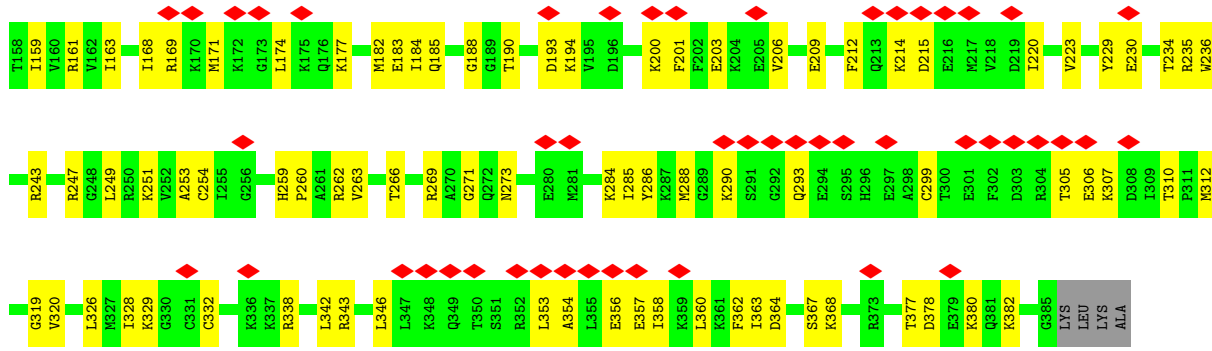 T158 I159 V160 R161 V162 I163 I168 R169 K170 M171 K172 G173 L174 K175 Q176 K177 M182 E183 I184 Q185 G188 G189 T190 D193 K194 V195 D196 K200 F201 F202 E203 K204 E205 V206 E209 F212 Q213 K214 D215 E216 M217 V218 D219 I220 V223 Y229 E230 T234 R235 W236
R243 R247 G248 L249 R250 K251 V252 A253 C254 I255 G256 H259 P260 A261 R262 V263 T266 R269 A270 G271 Q272 N273 E280 M281 K284 I285 Y286 K287 M288 G289 K290 S291 G292 Q293 E294 S295 H296 E297 A298 C299 T300 E301 F302 D303 R304 T305 E306 K307 D308 I309 T310 P311 M312
G319 V320 L326 M327 I328 K329 G330 C331 C332 K336 K337 R338 L342 R343 L346 L347 K348 Q349 T350 S351 R352 L353 A354 L355 E356 E357 I358 K359 L360 K361 F362 I363 D364 S367 K368 R373 T377 D378 E379 K380 Q381 K382 G385 LYS LEU LYS ALA